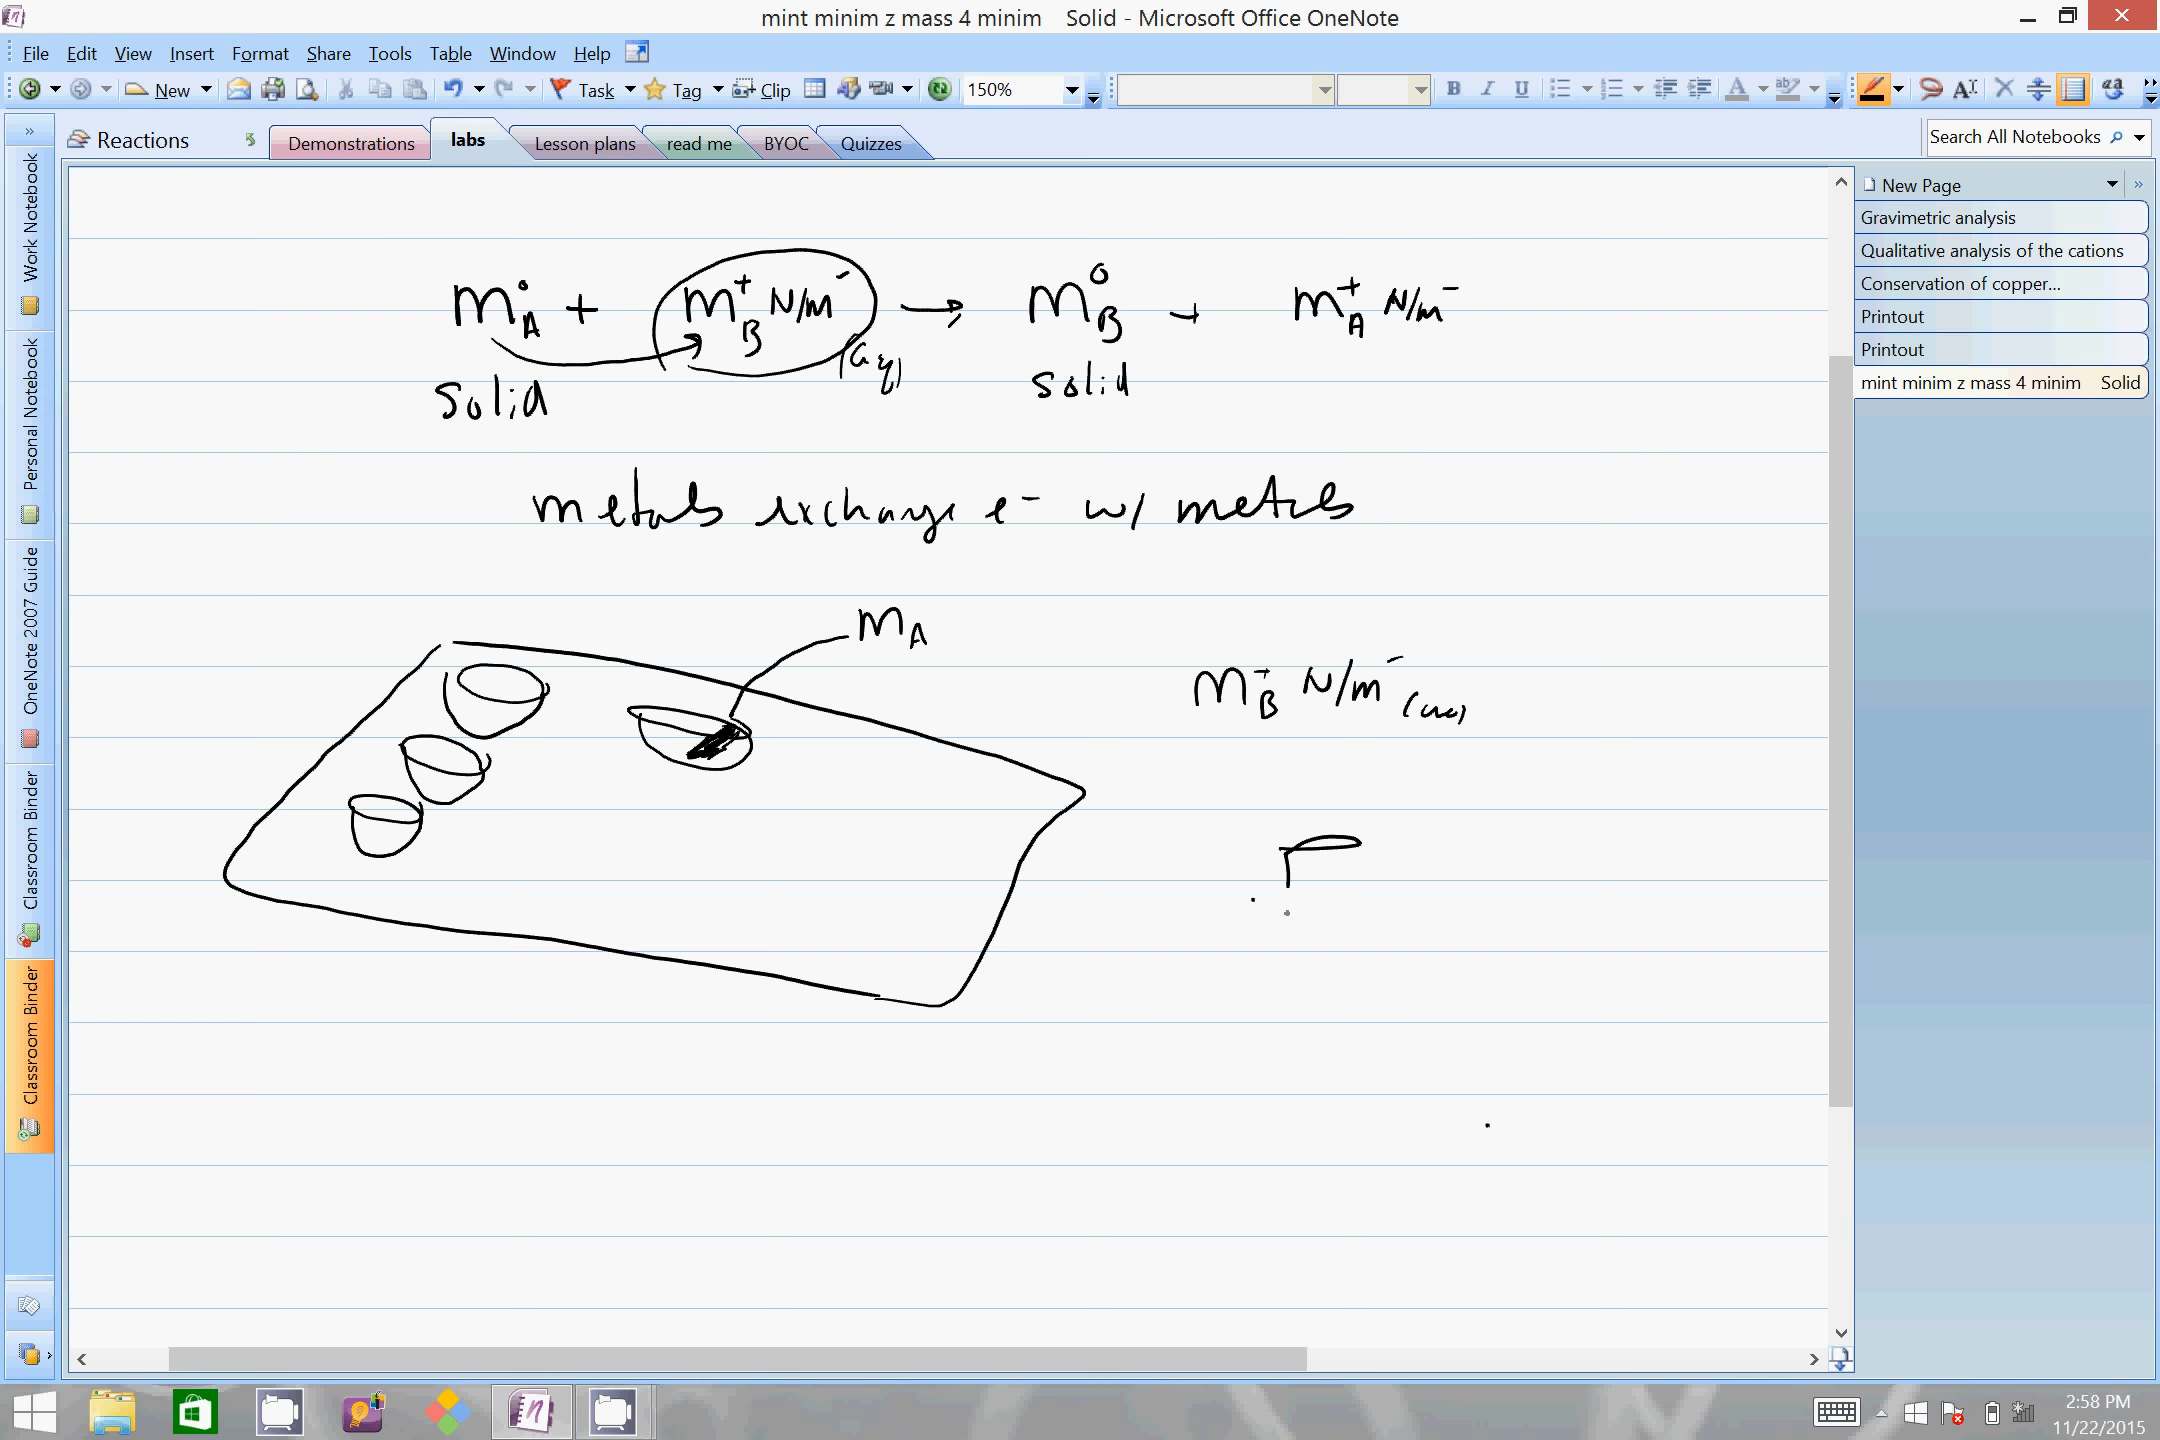 mint minim z mass 4 minim    Solid - Microsoft Office OneNote
File Edit View Insert Format Share Tools Table Window Help
New Task Tag Clip 150% B I U
Reactions Demonstrations labs Lesson plans read me BYOC Quizzes Search All Notebooks
New Page
Gravimetric analysis
Qualitative analysis of the cations
Conservation of copper...
Printout
Printout
mint minim z mass 4 minim    Solid
Work Notebook
Personal Notebook
OneNote 2007 Guide
Classroom Binder
Classroom Binder
M°A + M+B N/M- (aq) → M°B + M+A N/M-
Solid Solid
metals exchange e- w/ metals
MA
M+B N/M- (aq)
2:58 PM
11/22/2015